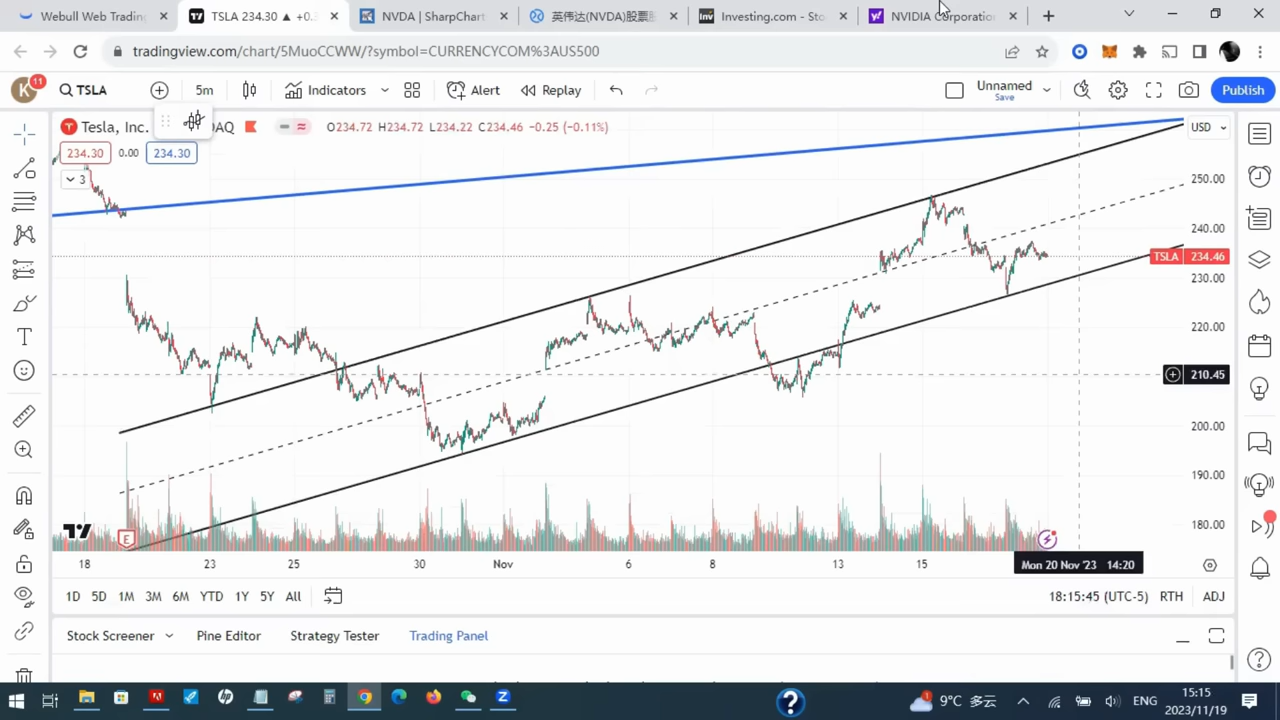 Webull Web Trading
TSLA 234.30 ▲ +0.
NVDA | SharpChart
英伟达(NVDA)股票
Investing.com - Sto
NVIDIA Corporatio
tradingview.com/chart/5MuoCCWW/?symbol=CURRENCYCOM%3AUS500
K
11
TSLA
5m
Indicators
Alert
Replay
Unnamed
Save
Publish
Tesla, Inc.
DAQ
O234.72 H234.72 L234.22 C234.46 -0.25 (-0.11%)
USD
234.30
0.00
234.30
3
250.00
240.00
TSLA 234.46
230.00
220.00
210.45
200.00
190.00
180.00
E
18
23
25
30
Nov
6
8
13
15
Mon 20 Nov '23 14:20
1D 5D 1M 3M 6M YTD 1Y 5Y All
18:15:45 (UTC-5)
RTH
ADJ
Stock Screener
Pine Editor
Strategy Tester
Trading Panel
1
9°C 多云
ENG
15:15
2023/11/19